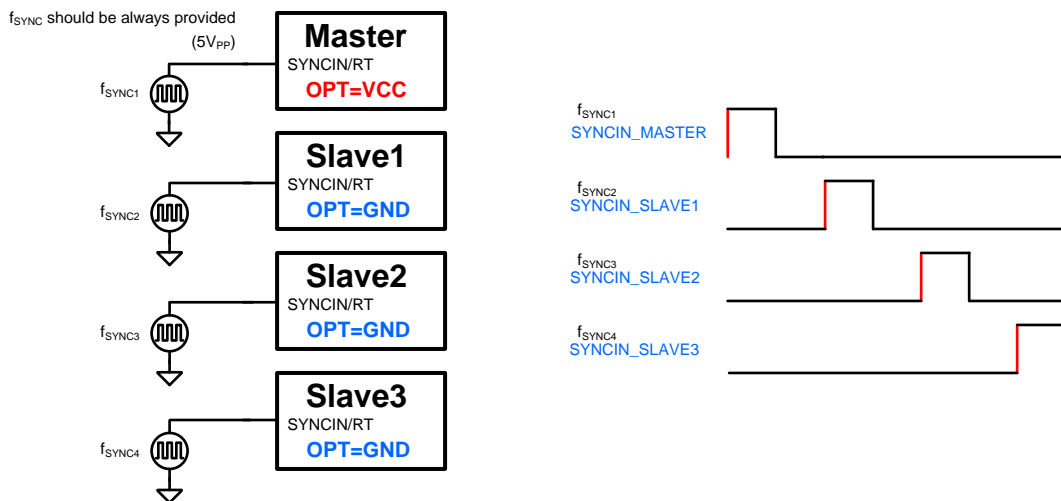 fSYNC should be always provided
(5VPP)
Master
SYNCIN/RT
OPT=VCC
fSYNC1
Slave1
SYNCIN/RT
OPT=GND
fSYNC2
Slave2
SYNCIN/RT
OPT=GND
fSYNC3
Slave3
SYNCIN/RT
OPT=GND
fSYNC4
fSYNC1
SYNCIN_MASTER
fSYNC2
SYNCIN_SLAVE1
fSYNC3
SYNCIN_SLAVE2
fSYNC4
SYNCIN_SLAVE3